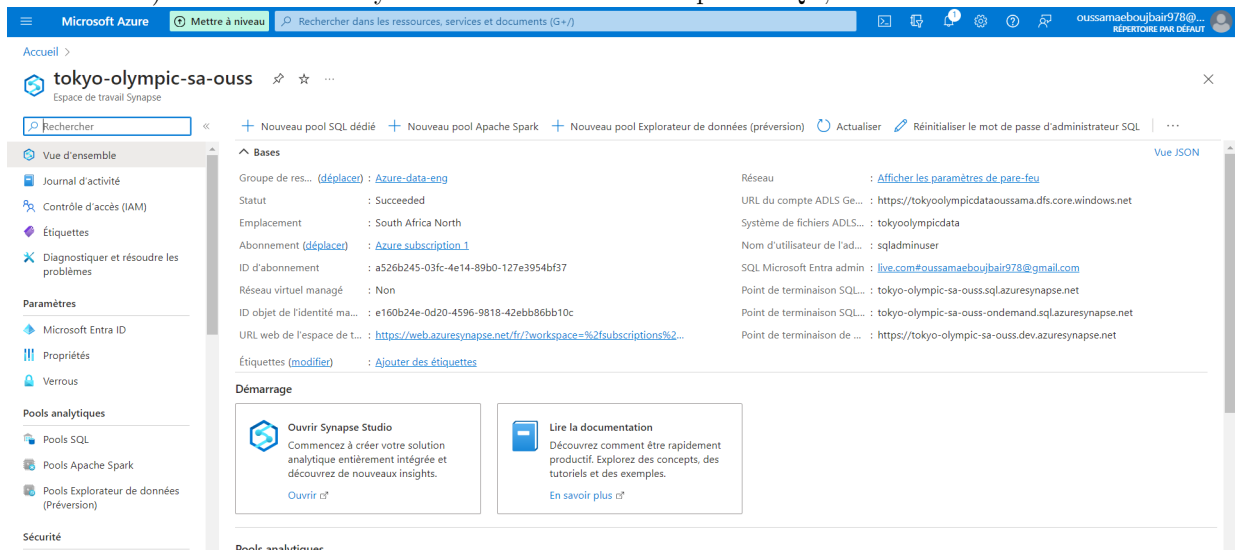 Microsoft Azure
Mettre à niveau
Rechercher dans les ressources, services et documents (G+/)
1
oussamaeboujbair978@...
RÉPERTOIRE PAR DÉFAUT
Accueil >
tokyo-olympic-sa-ouss
Espace de travail Synapse
Rechercher
«
Vue d'ensemble
Journal d'activité
Contrôle d'accès (IAM)
Étiquettes
Diagnostiquer et résoudre les
problèmes
Paramètres
Microsoft Entra ID
Propriétés
Verrous
Pools analytiques
Pools SQL
Pools Apache Spark
Pools Explorateur de données
(Préversion)
Sécurité
Nouveau pool SQL dédié
Nouveau pool Apache Spark
Nouveau pool Explorateur de données (préversion)
Actualiser
Réinitialiser le mot de passe d'administrateur SQL
...
Bases
Vue JSON
Groupe de res... (déplacer) : Azure-data-eng
Statut : Succeeded
Emplacement : South Africa North
Abonnement (déplacer) : Azure subscription 1
ID d'abonnement : a526b245-03fc-4e14-89b0-127e3954bf37
Réseau virtuel managé : Non
ID objet de l'identité ma... : e160b24e-0d20-4596-9818-42ebb86bb10c
URL web de l'espace de t... : https://web.azuresynapse.net/fr/?workspace=%2fsubscriptions%2...
Étiquettes (modifier) : Ajouter des étiquettes
Réseau : Afficher les paramètres de pare-feu
URL du compte ADLS Ge... : https://tokyoolympicdataoussama.dfs.core.windows.net
Système de fichiers ADLS... : tokyoolympicdata
Nom d'utilisateur de l'ad... : sqladminuser
SQL Microsoft Entra admin : live.com#oussamaeboujbair978@gmail.com
Point de terminaison SQL... : tokyo-olympic-sa-ouss.sql.azuresynapse.net
Point de terminaison SQL... : tokyo-olympic-sa-ouss-ondemand.sql.azuresynapse.net
Point de terminaison de ... : https://tokyo-olympic-sa-ouss.dev.azuresynapse.net
Démarrage
Ouvrir Synapse Studio
Commencez à créer votre solution
analytique entièrement intégrée et
découvrez de nouveaux insights.
Ouvrir
Lire la documentation
Découvrez comment être rapidement
productif. Explorez des concepts, des
tutoriels et des exemples.
En savoir plus
Pools analytiques